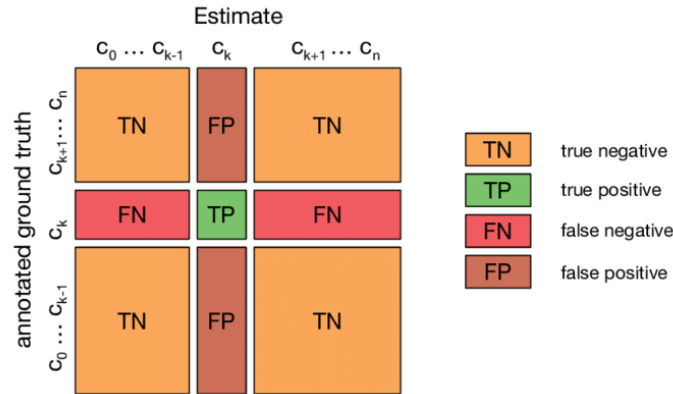 Estimate
c₀ … cₖ₋₁ cₖ cₖ₊₁ … cₙ
annotated ground truth
cₖ₊₁ … cₙ
TN FP TN
cₖ
FN TP FN
c₀ … cₖ₋₁
TN FP TN
TN true negative
TP true positive
FN false negative
FP false positive